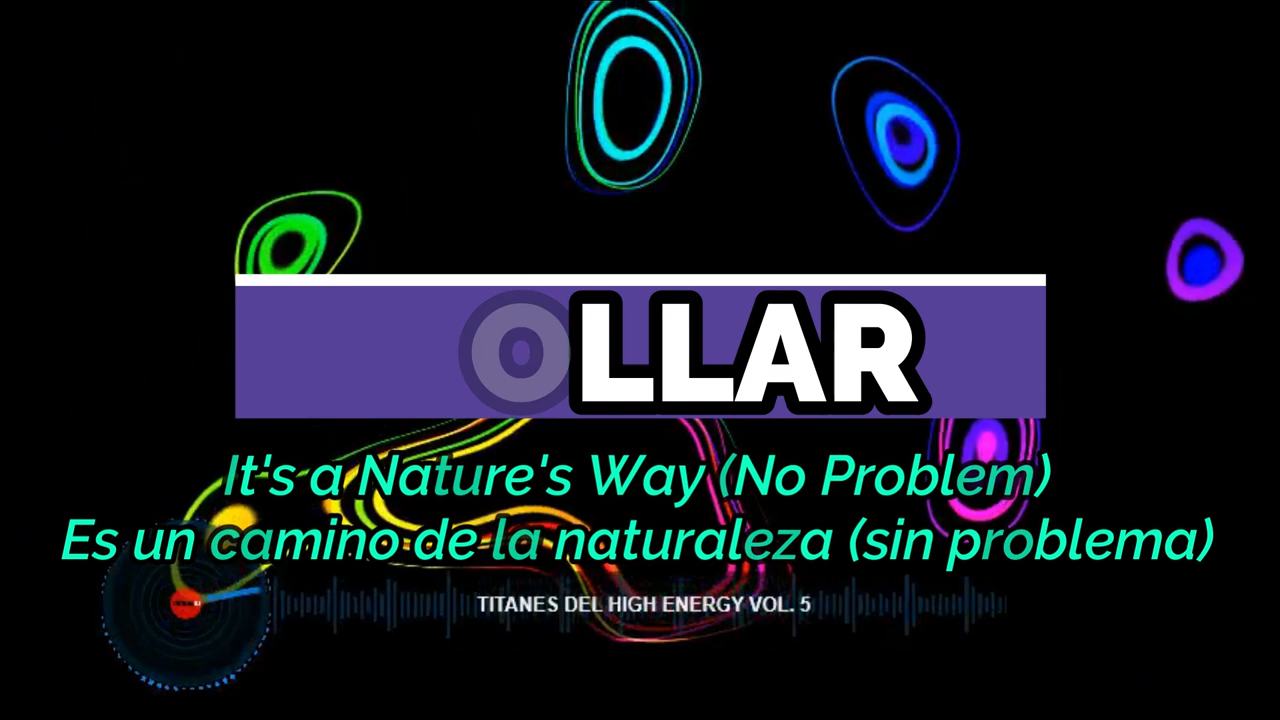 OLLAR
It's a Nature's Way (No Problem)
Es un camino de la naturaleza (sin problema)
TITANES DEL HIGH ENERGY VOL. 5